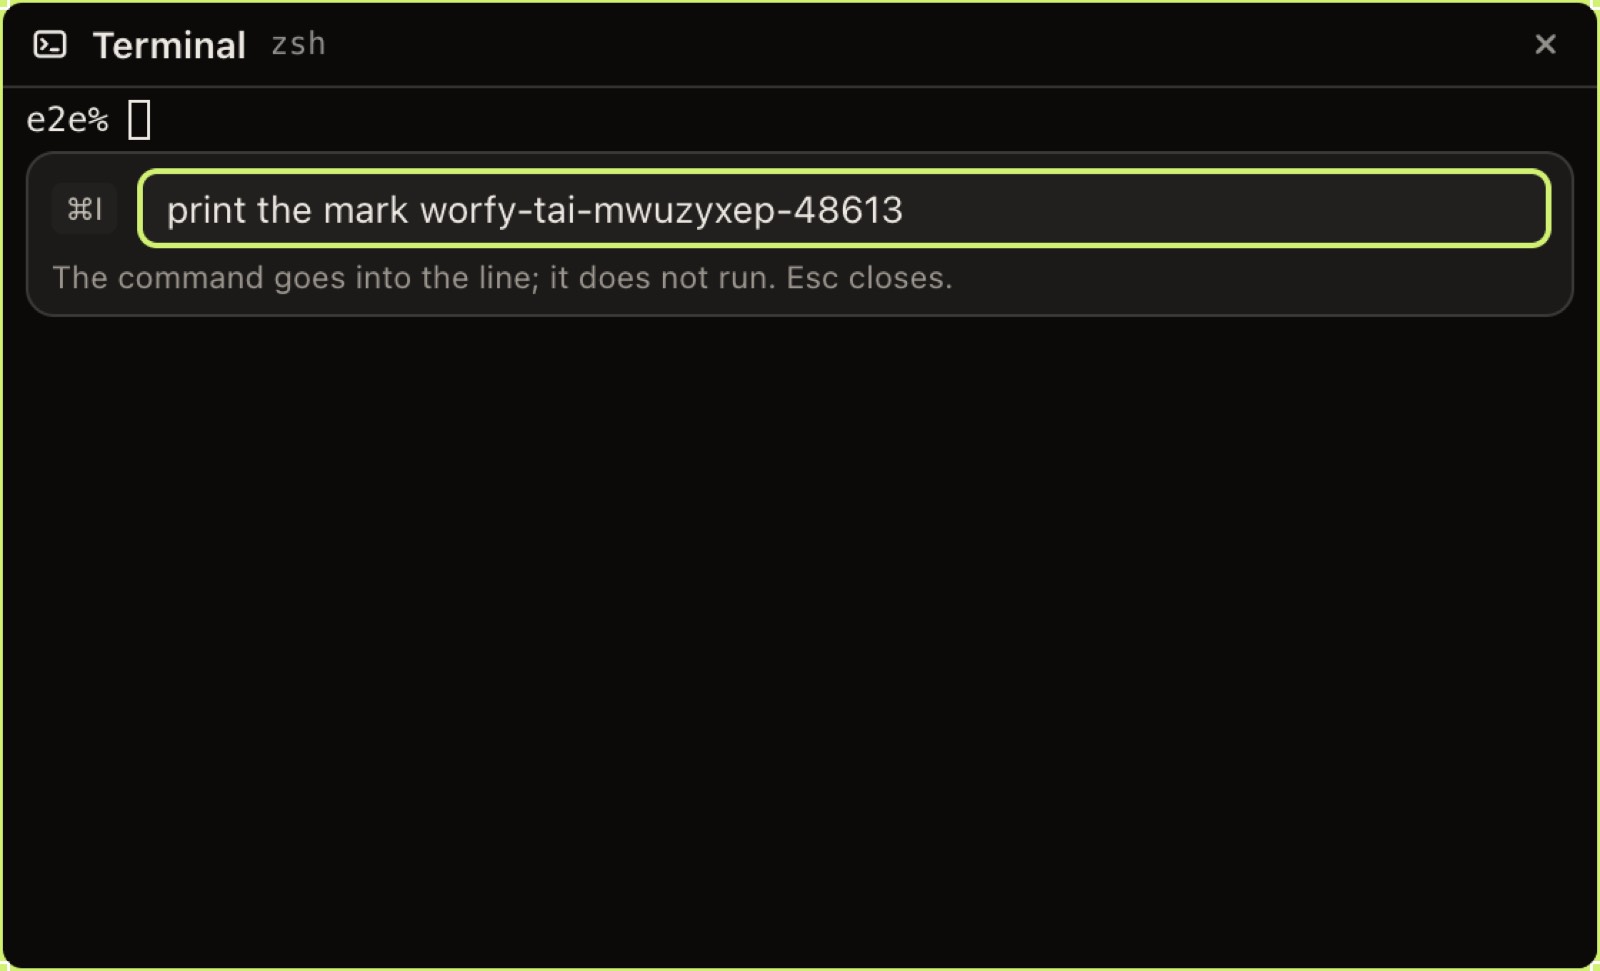 Terminal zsh
e2e%
⌘I print the mark worfy-tai-mwuzyxep-48613
The command goes into the line; it does not run. Esc closes.